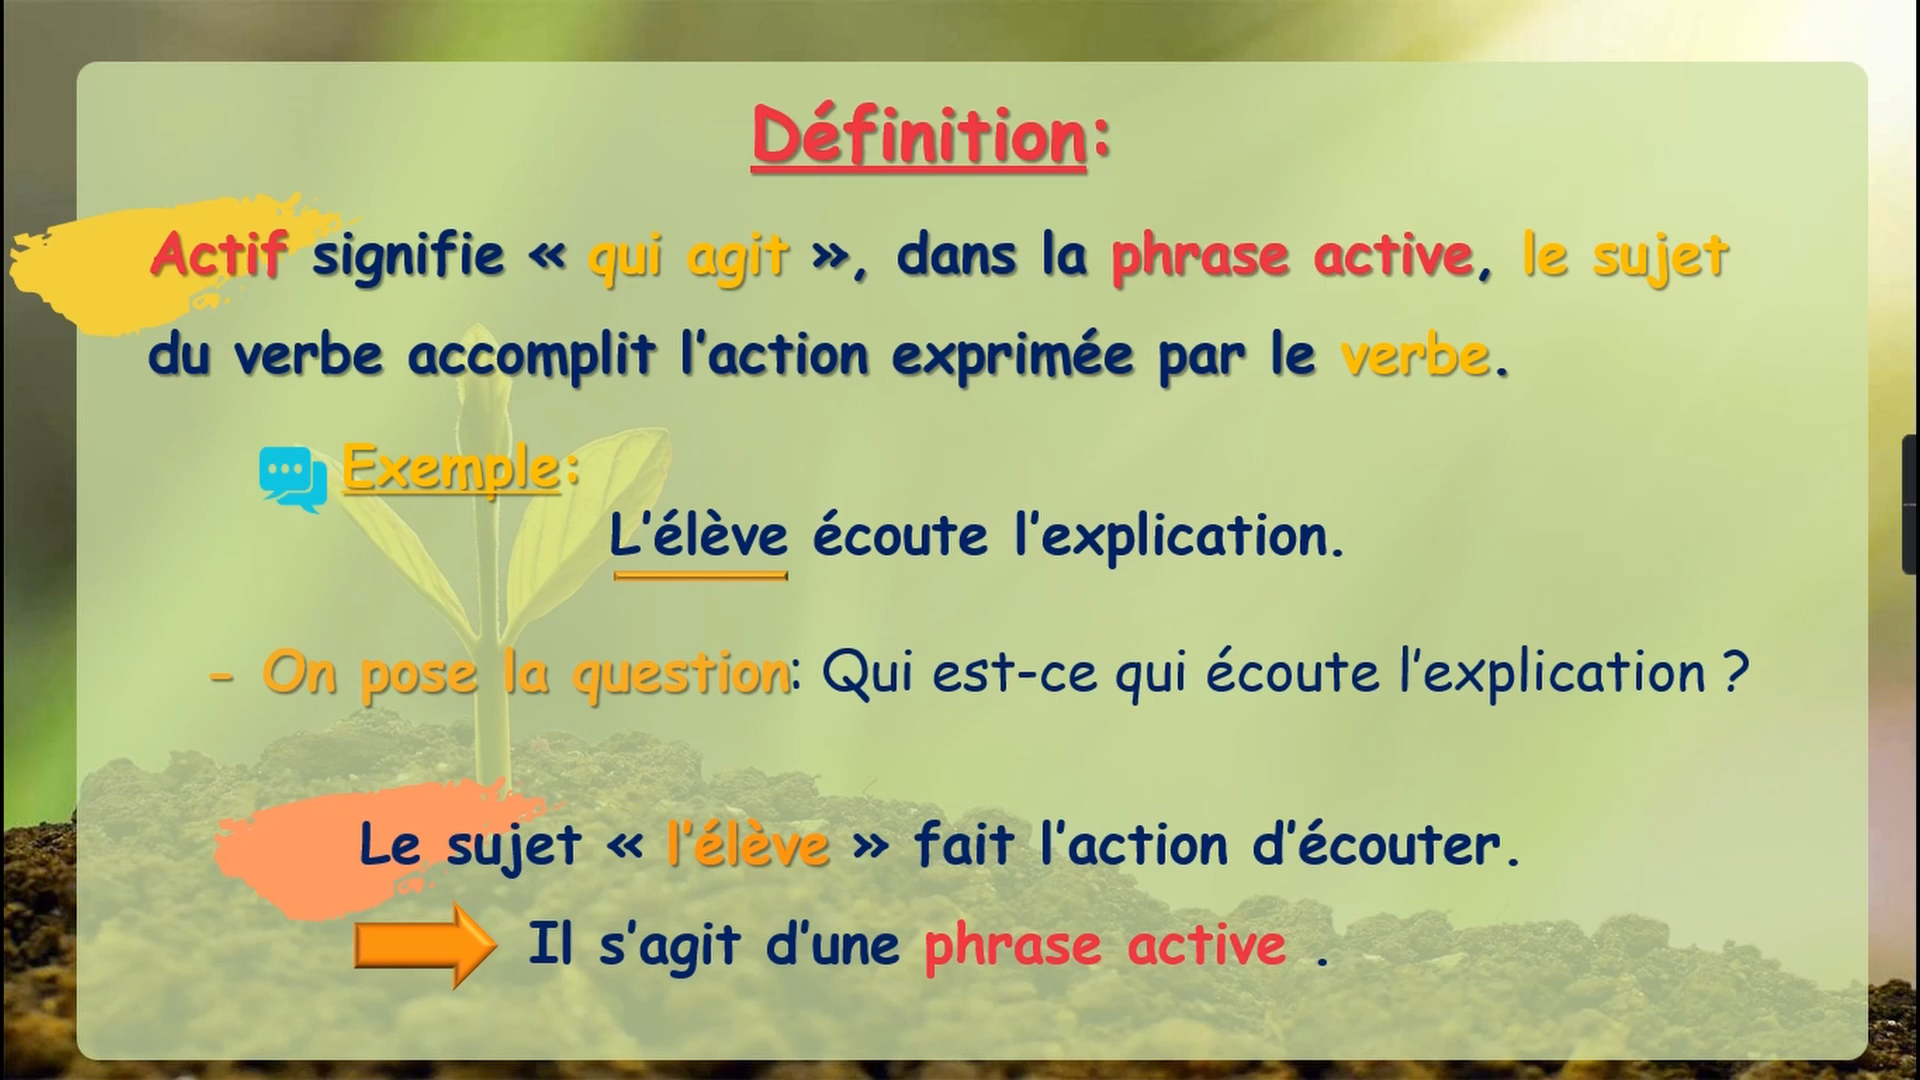 Définition:
Actif signifie « qui agit », dans la phrase active, le sujet
du verbe accomplit l’action exprimée par le verbe.
Exemple:
L’élève écoute l’explication.
- On pose la question: Qui est-ce qui écoute l’explication ?
Le sujet « l’élève » fait l’action d’écouter.
Il s’agit d’une phrase active .